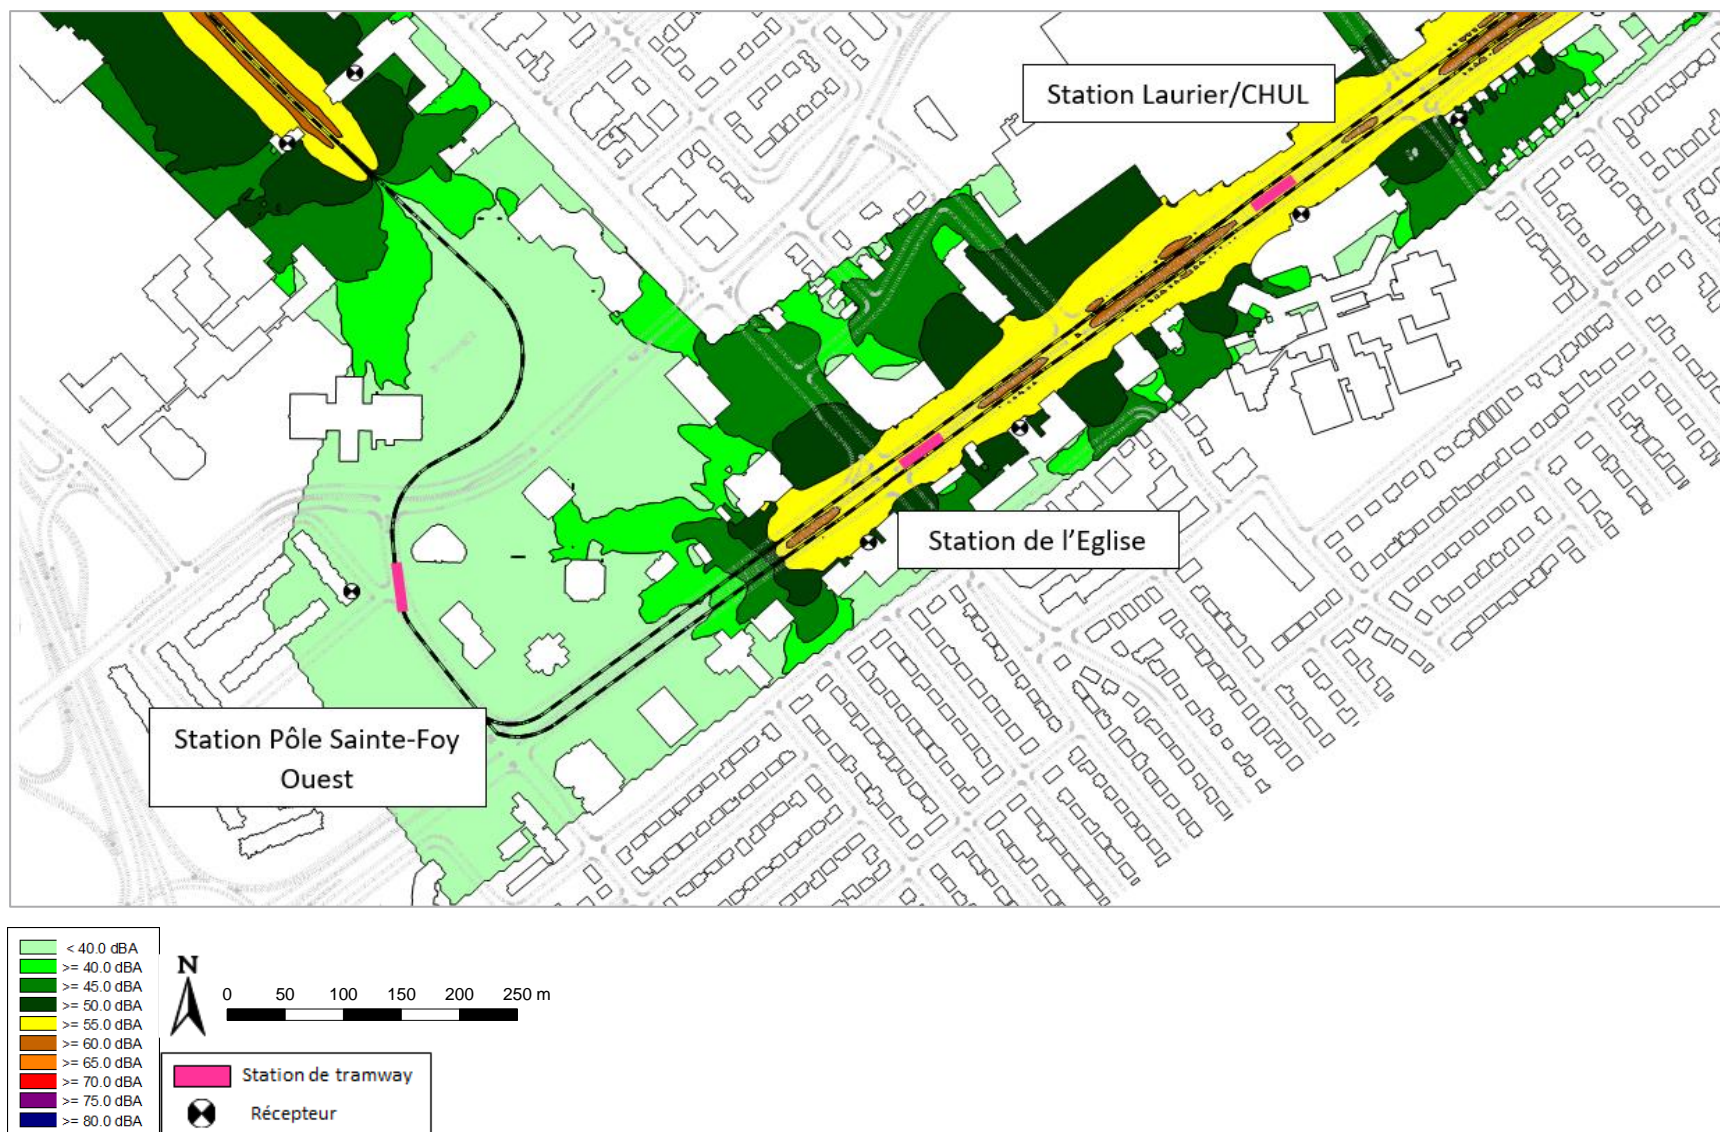 Station Laurier/CHUL
Station de l'Eglise
Station Pôle Sainte-Foy
Ouest
< 40.0 dBA
>= 40.0 dBA
>= 45.0 dBA
>= 50.0 dBA
>= 55.0 dBA
>= 60.0 dBA
>= 65.0 dBA
>= 70.0 dBA
>= 75.0 dBA
>= 80.0 dBA
N
0 50 100 150 200 250 m
Station de tramway
Récepteur